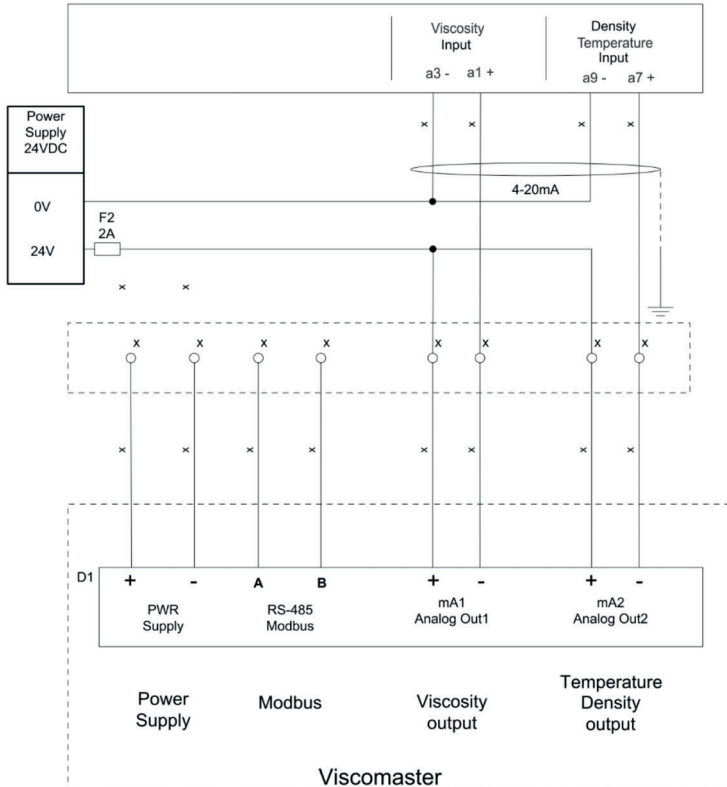 Viscosity
Input
a3 - a1 +
Density
Temperature
Input
a9 - a7 +
Power
Supply
24VDC
x x x x
4-20mA
0V
F2
2A
24V
x x
x x x x x x x x
x x x x x x x x
D1
+ - A B + - + -
PWR
Supply
RS-485
Modbus
mA1
Analog Out1
mA2
Analog Out2
Power
Supply
Modbus
Viscosity
output
Temperature
Density
output
Viscomaster